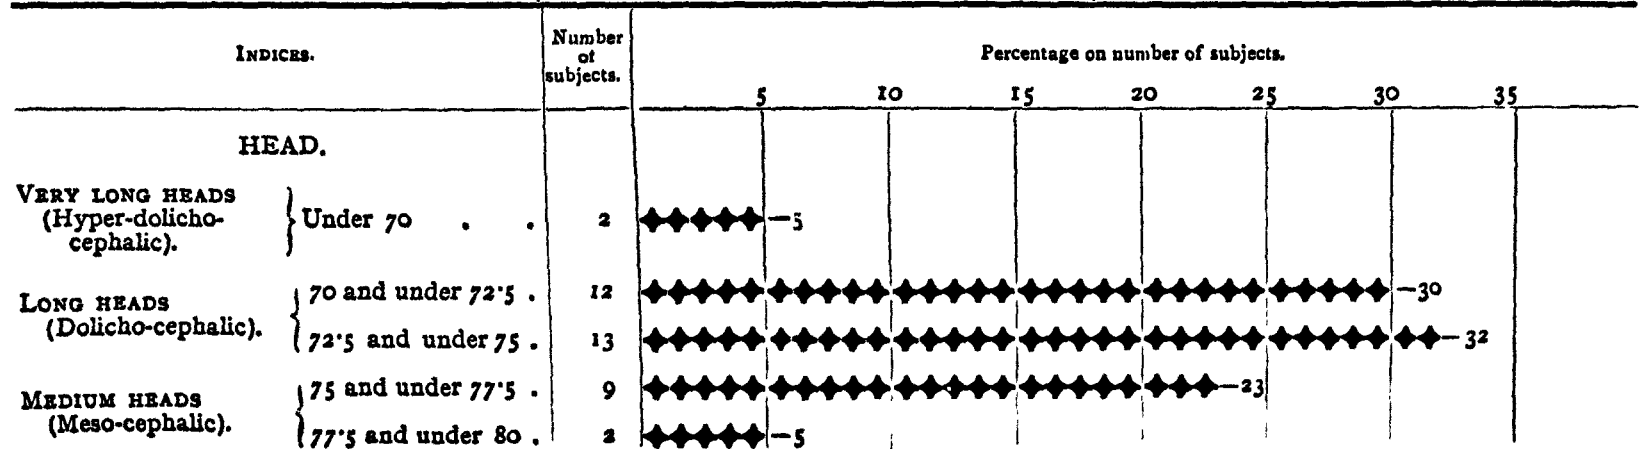 INDICES.
Number of subjects.
Percentage on number of subjects.
5 10 15 20 25 30 35
HEAD.
VERY LONG HEADS
(Hyper-dolicho-
cephalic).
Under 70 . . 2 —5
LONG HEADS
(Dolicho-cephalic).
70 and under 72·5 . 12 —30
72·5 and under 75 . 13 —32
MEDIUM HEADS
(Meso-cephalic).
75 and under 77·5 . 9 —23
77·5 and under 80 . 2 —5